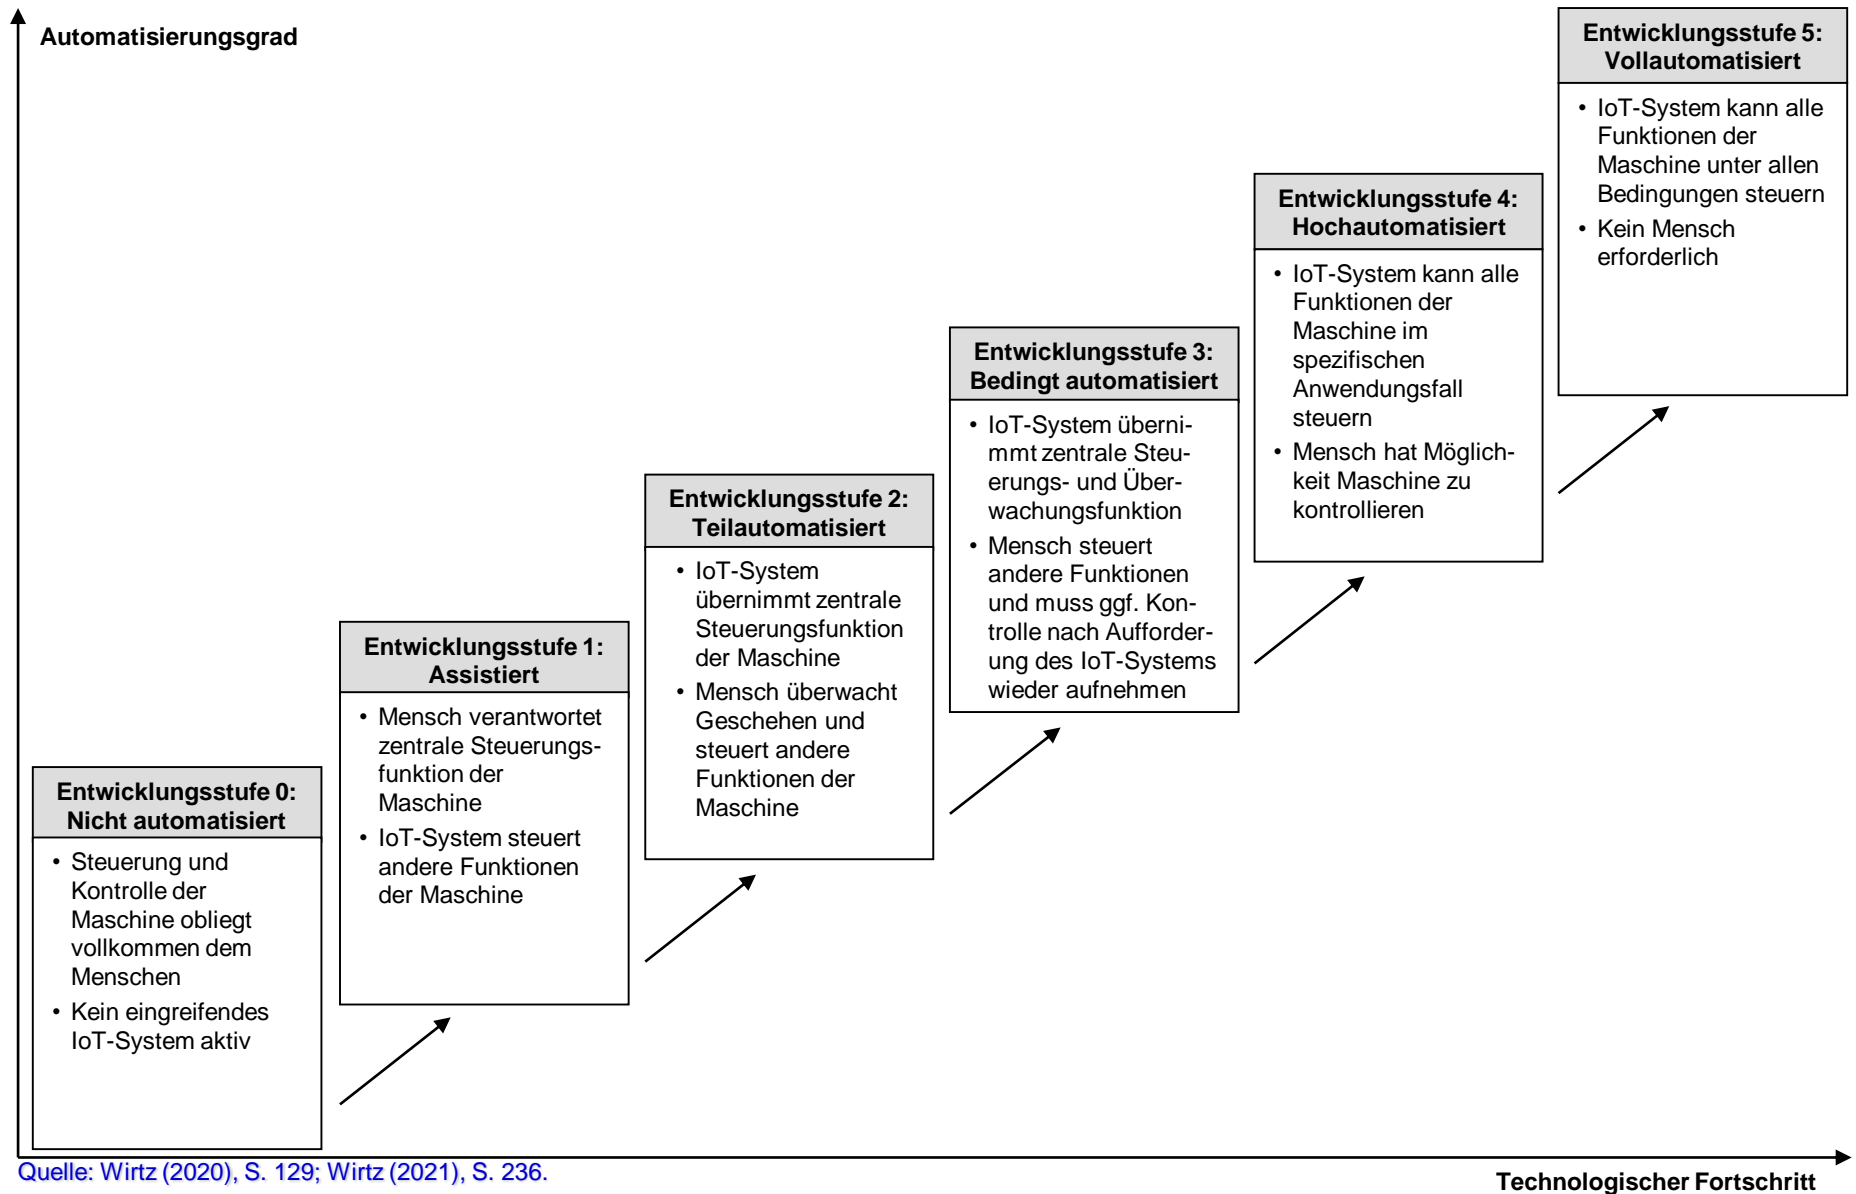 Automatisierungsgrad
Entwicklungsstufe 5:
Vollautomatisiert
• IoT-System kann alle
Funktionen der
Maschine unter allen
Bedingungen steuern
• Kein Mensch
erforderlich
Entwicklungsstufe 4:
Hochautomatisiert
• IoT-System kann alle
Funktionen der
Maschine im
spezifischen
Anwendungsfall
steuern
• Mensch hat Möglich-
keit Maschine zu
kontrollieren
Entwicklungsstufe 3:
Bedingt automatisiert
• IoT-System überni-
mmt zentrale Steu-
erungs- und Über-
wachungsfunktion
• Mensch steuert
andere Funktionen
und muss ggf. Kon-
trolle nach Aufforder-
ung des IoT-Systems
wieder aufnehmen
Entwicklungsstufe 2:
Teilautomatisiert
• IoT-System
übernimmt zentrale
Steuerungsfunktion
der Maschine
• Mensch überwacht
Geschehen und
steuert andere
Funktionen der
Maschine
Entwicklungsstufe 1:
Assistiert
• Mensch verantwortet
zentrale Steuerungs-
funktion der
Maschine
• IoT-System steuert
andere Funktionen
der Maschine
Entwicklungsstufe 0:
Nicht automatisiert
• Steuerung und
Kontrolle der
Maschine obliegt
vollkommen dem
Menschen
• Kein eingreifendes
IoT-System aktiv
Quelle: Wirtz (2020), S. 129; Wirtz (2021), S. 236.
Technologischer Fortschritt